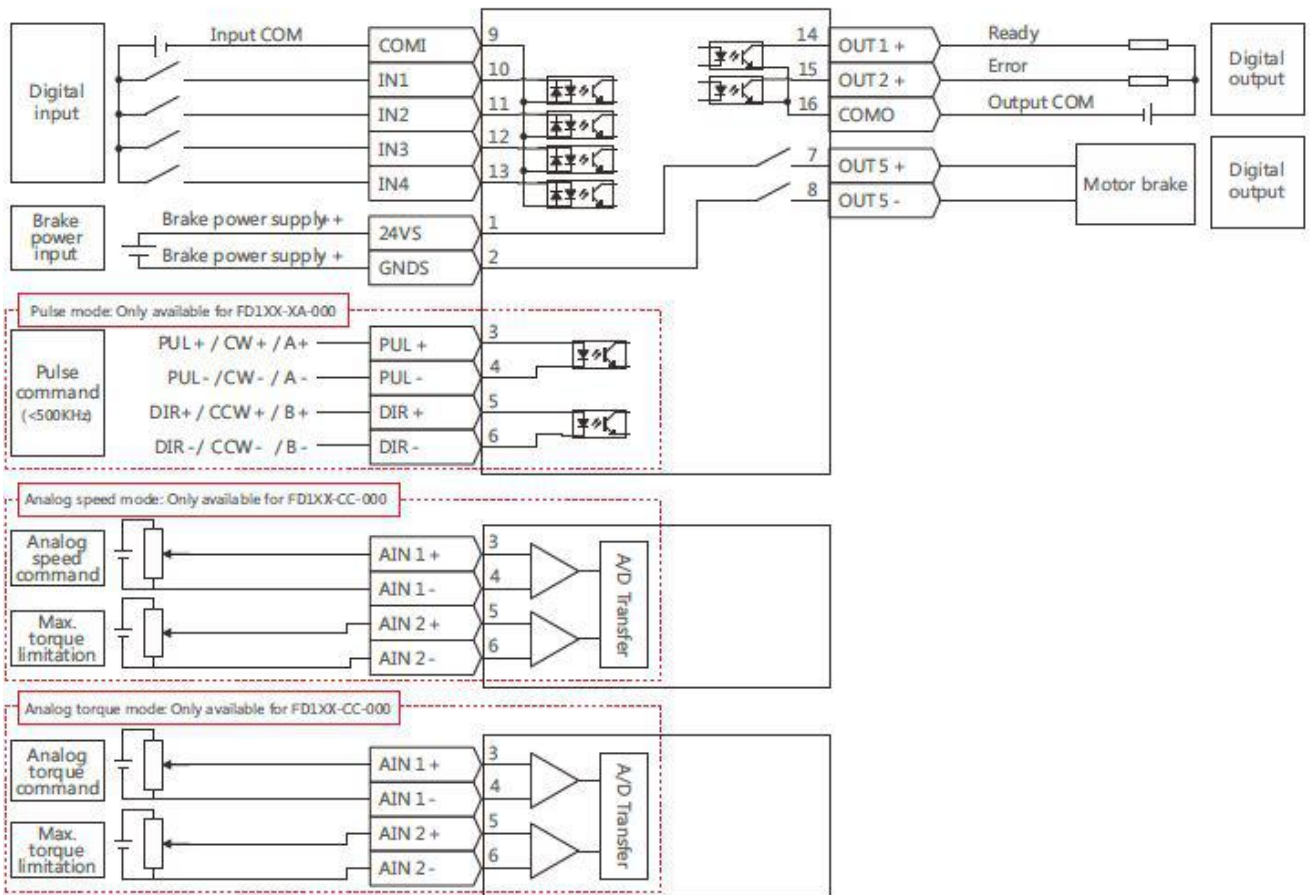 Digital
input
Input COM
COMI
9
IN1
10
IN2
11
IN3
12
IN4
13
14
OUT1 +
Ready
15
OUT2 +
Error
16
COMO
Output COM
Digital
output
7
OUT5 +
8
OUT5 -
Motor brake
Digital
output
Brake
power
input
Brake power supply +
24VS
1
Brake power supply +
GNDS
2
Pulse mode: Only available for FD1XX-XA-000
Pulse
command
(<500KHz)
PUL + / CW + / A+
PUL +
3
PUL - /CW - / A -
PUL -
4
DIR+ / CCW + / B +
DIR +
5
DIR -/ CCW - / B -
DIR -
6
Analog speed mode: Only available for FD1XX-CC-000
Analog
speed
command
AIN 1 +
3
AIN 1 -
4
Max.
torque
limitation
AIN 2 +
5
AIN 2 -
6
A/D Transfer
Analog torque mode: Only available for FD1XX-CC-000
Analog
torque
command
AIN 1 +
3
AIN 1 -
4
Max.
torque
limitation
AIN 2 +
5
AIN 2 -
6
A/D Transfer